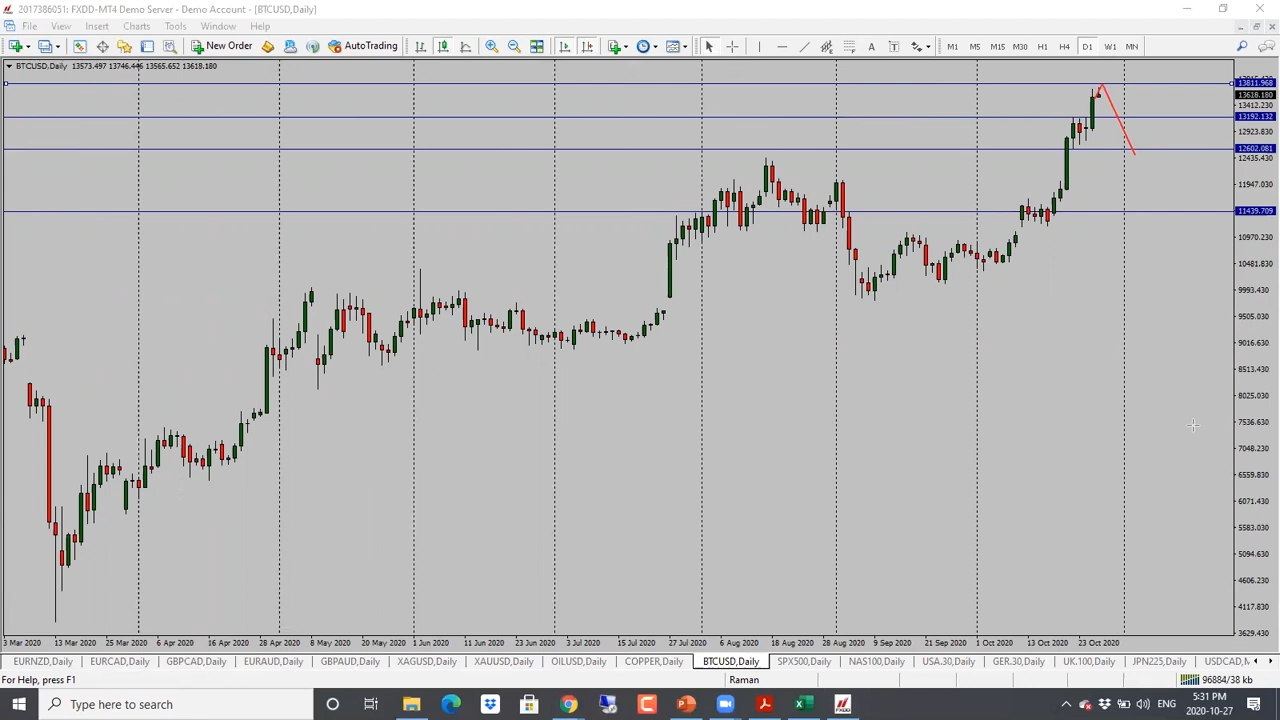 2017386051: FXDD-MT4 Demo Server - Demo Account - [BTCUSD,Daily]
File View Insert Charts Tools Window Help
New Order AutoTrading A T M1 M5 M15 M30 H1 H4 D1 W1 MN
BTCUSD,Daily 13573.497 13746.446 13565.652 13618.180
13811.968
13618.180
13412.230
13192.132
12923.830
12602.081
12435.430
11947.030
11439.709
10970.230
10481.830
9993.430
9505.030
9016.630
8513.430
8025.030
7536.630
7048.230
6559.830
6071.430
5583.030
5094.630
4606.230
4117.830
3629.430
3 Mar 2020 13 Mar 2020 25 Mar 2020 6 Apr 2020 16 Apr 2020 28 Apr 2020 8 May 2020 20 May 2020 1 Jun 2020 11 Jun 2020 23 Jun 2020 3 Jul 2020 15 Jul 2020 27 Jul 2020 6 Aug 2020 18 Aug 2020 28 Aug 2020 9 Sep 2020 21 Sep 2020 1 Oct 2020 13 Oct 2020 23 Oct 2020
EURNZD,Daily EURCAD,Daily GBPCAD,Daily EURAUD,Daily GBPAUD,Daily XAGUSD,Daily XAUUSD,Daily OILUSD,Daily COPPER,Daily BTCUSD,Daily SPX500,Daily NAS100,Daily USA.30,Daily GER.30,Daily UK.100,Daily JPN225,Daily
For Help, press F1 Raman 96884/38 kb
Type here to search ENG 5:31 PM
2020-10-27
FXDD